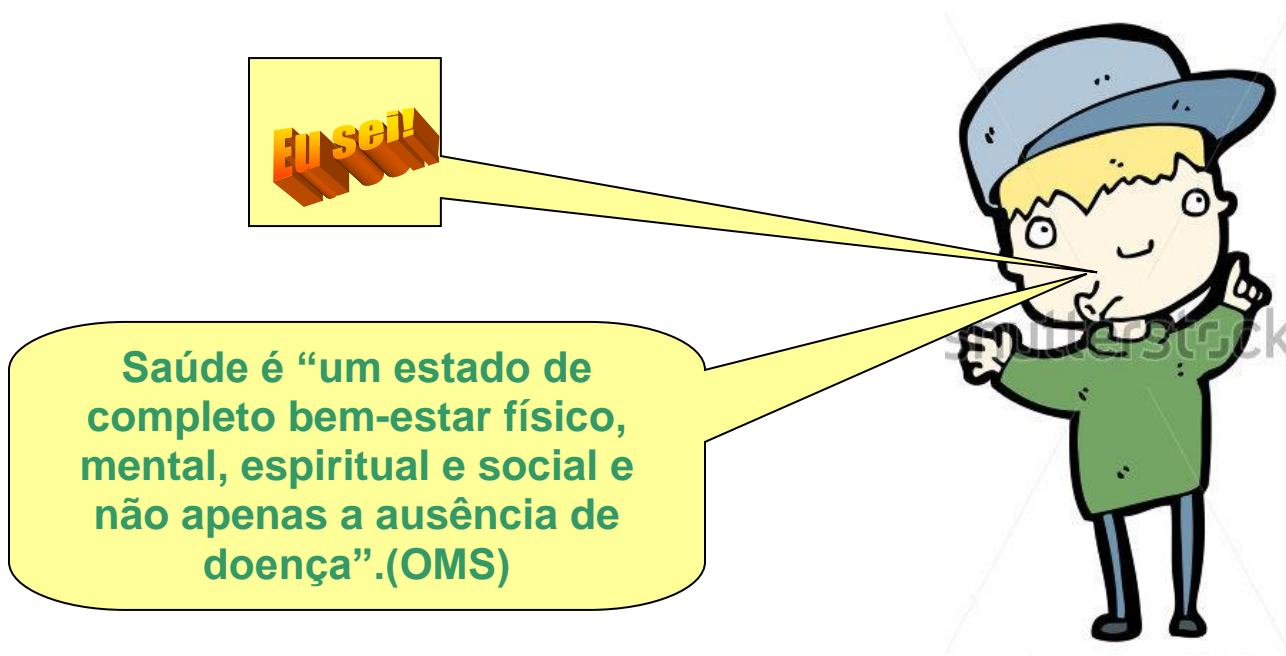 Eu sei!
Saúde é “um estado de
completo bem-estar físico,
mental, espiritual e social e
não apenas a ausência de
doença”.(OMS)
shutterstock